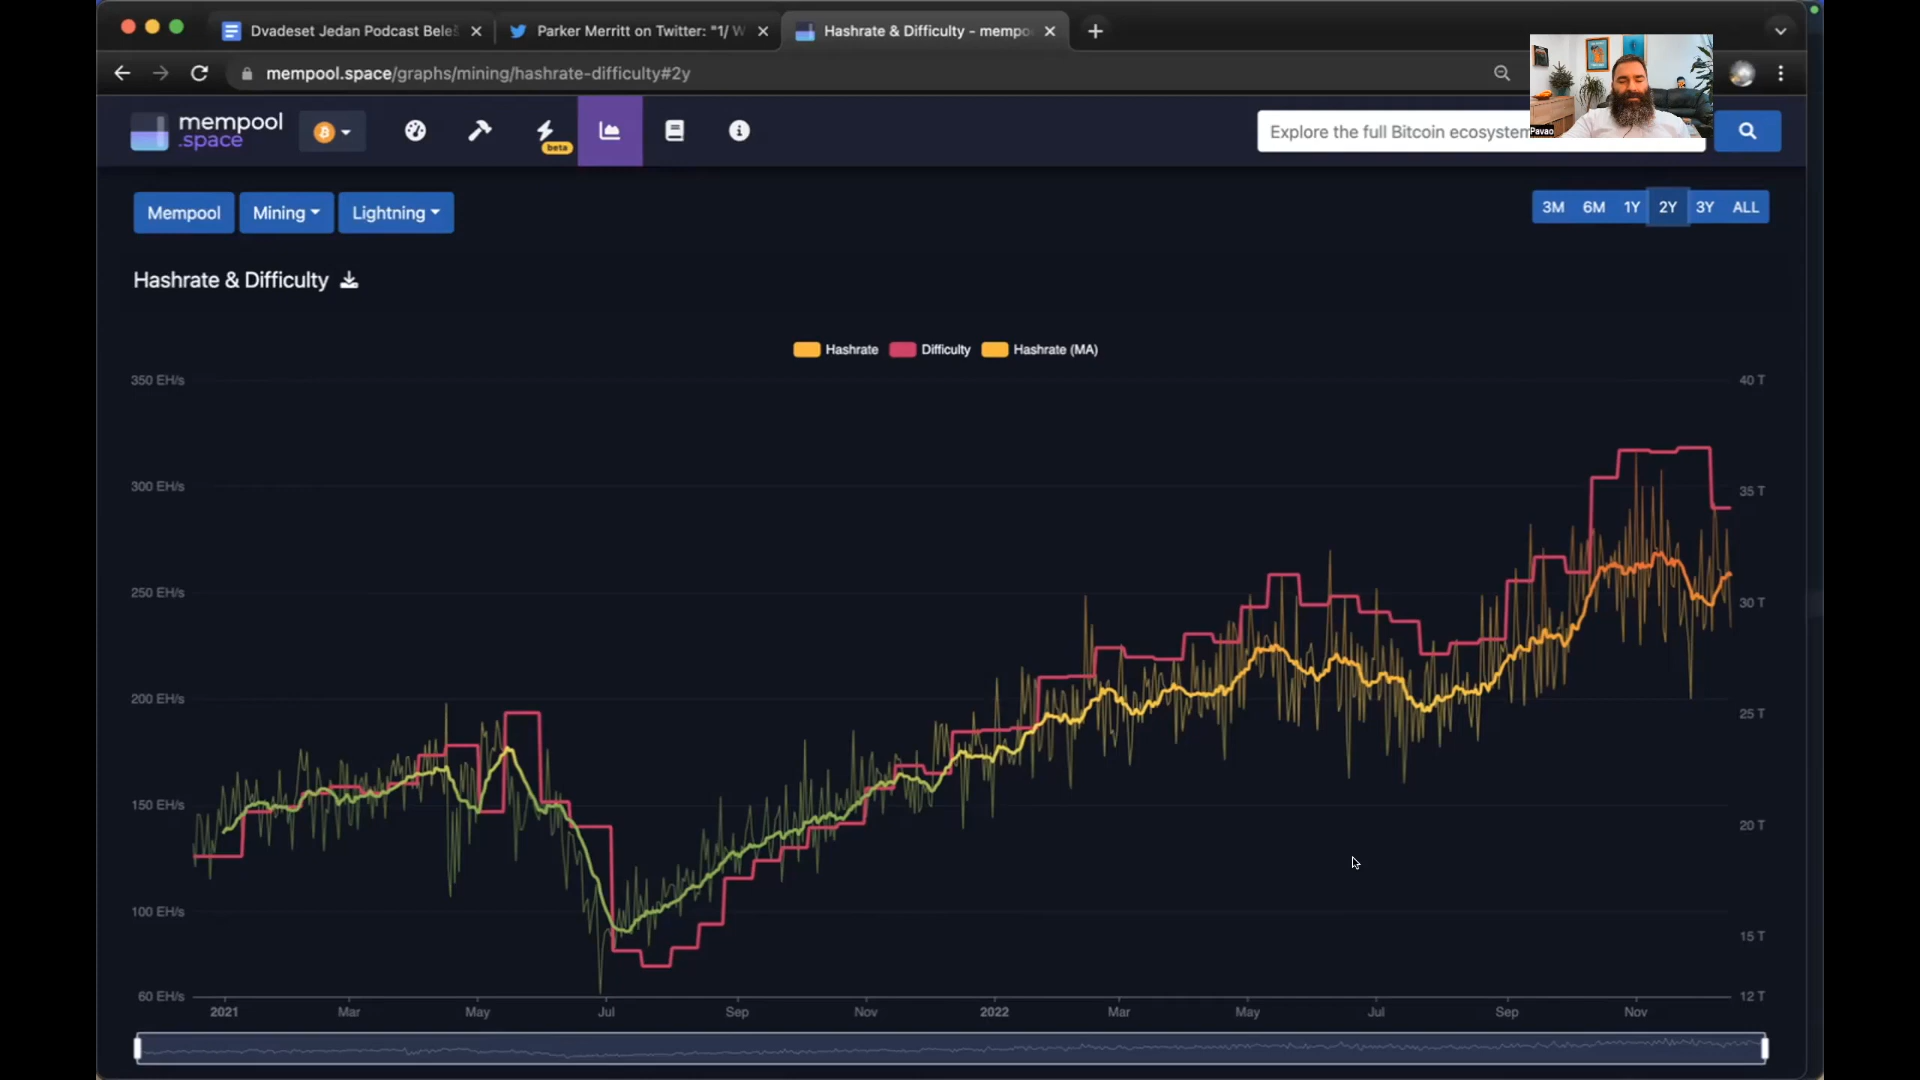 Dvadeset Jedan Podcast Bele
Parker Merritt on Twitter: "1/ W
Hashrate & Difficulty - mempo
mempool.space/graphs/mining/hashrate-difficulty#2y
mempool
.space
beta
Explore the full Bitcoin ecosystem
Pavao
Mempool
Mining
Lightning
3M 6M 1Y 2Y 3Y ALL
Hashrate & Difficulty
Hashrate Difficulty Hashrate (MA)
350 EH/s
300 EH/s
250 EH/s
200 EH/s
150 EH/s
100 EH/s
60 EH/s
40 T
35 T
30 T
25 T
20 T
15 T
12 T
2021 Mar May Jul Sep Nov 2022 Mar May Jul Sep Nov